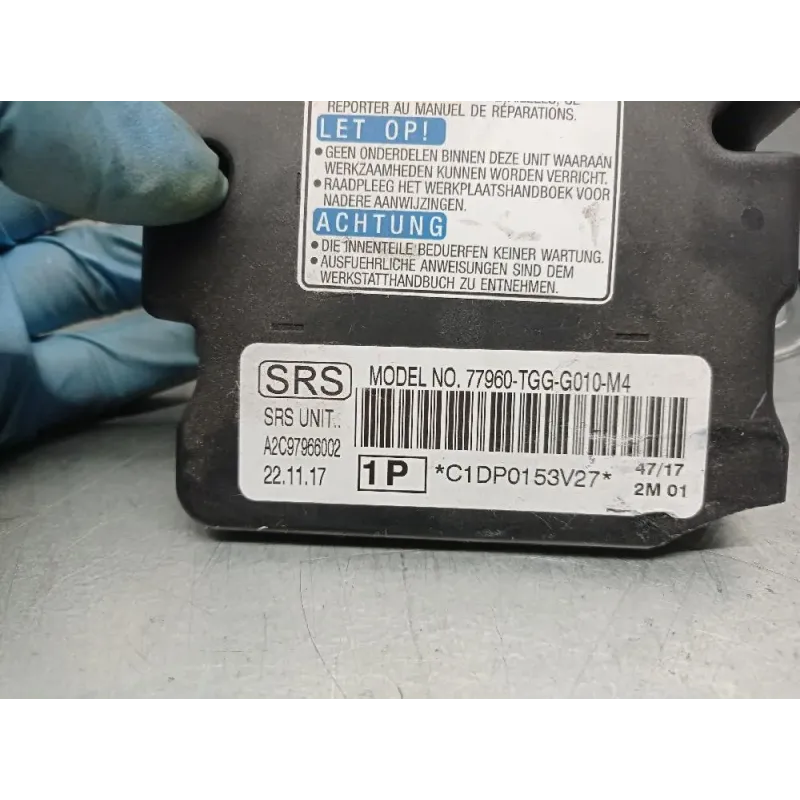 REPORTER AU MANUEL DE RÉPARATIONS.
LET OP!
• GEEN ONDERDELEN BINNEN DEZE UNIT WAARAAN
WERKZAAMHEDEN KUNNEN WORDEN VERRICHT.
• RAADPLEEG HET WERKPLAATSHANDBOEK VOOR
NADERE AANWIJZINGEN.
ACHTUNG
• DIE INNENTEILE BEDUERFEN KEINER WARTUNG.
• AUSFUEHRLICHE ANWEISUNGEN SIND DEM
WERKSTATTHANDBUCH ZU ENTNEHMEN.
SRS MODEL NO. 77960-TGG-G010-M4
SRS UNIT..
A2C97966002
22.11.17 1P *C1DP0153V27* 47/17
2M 01